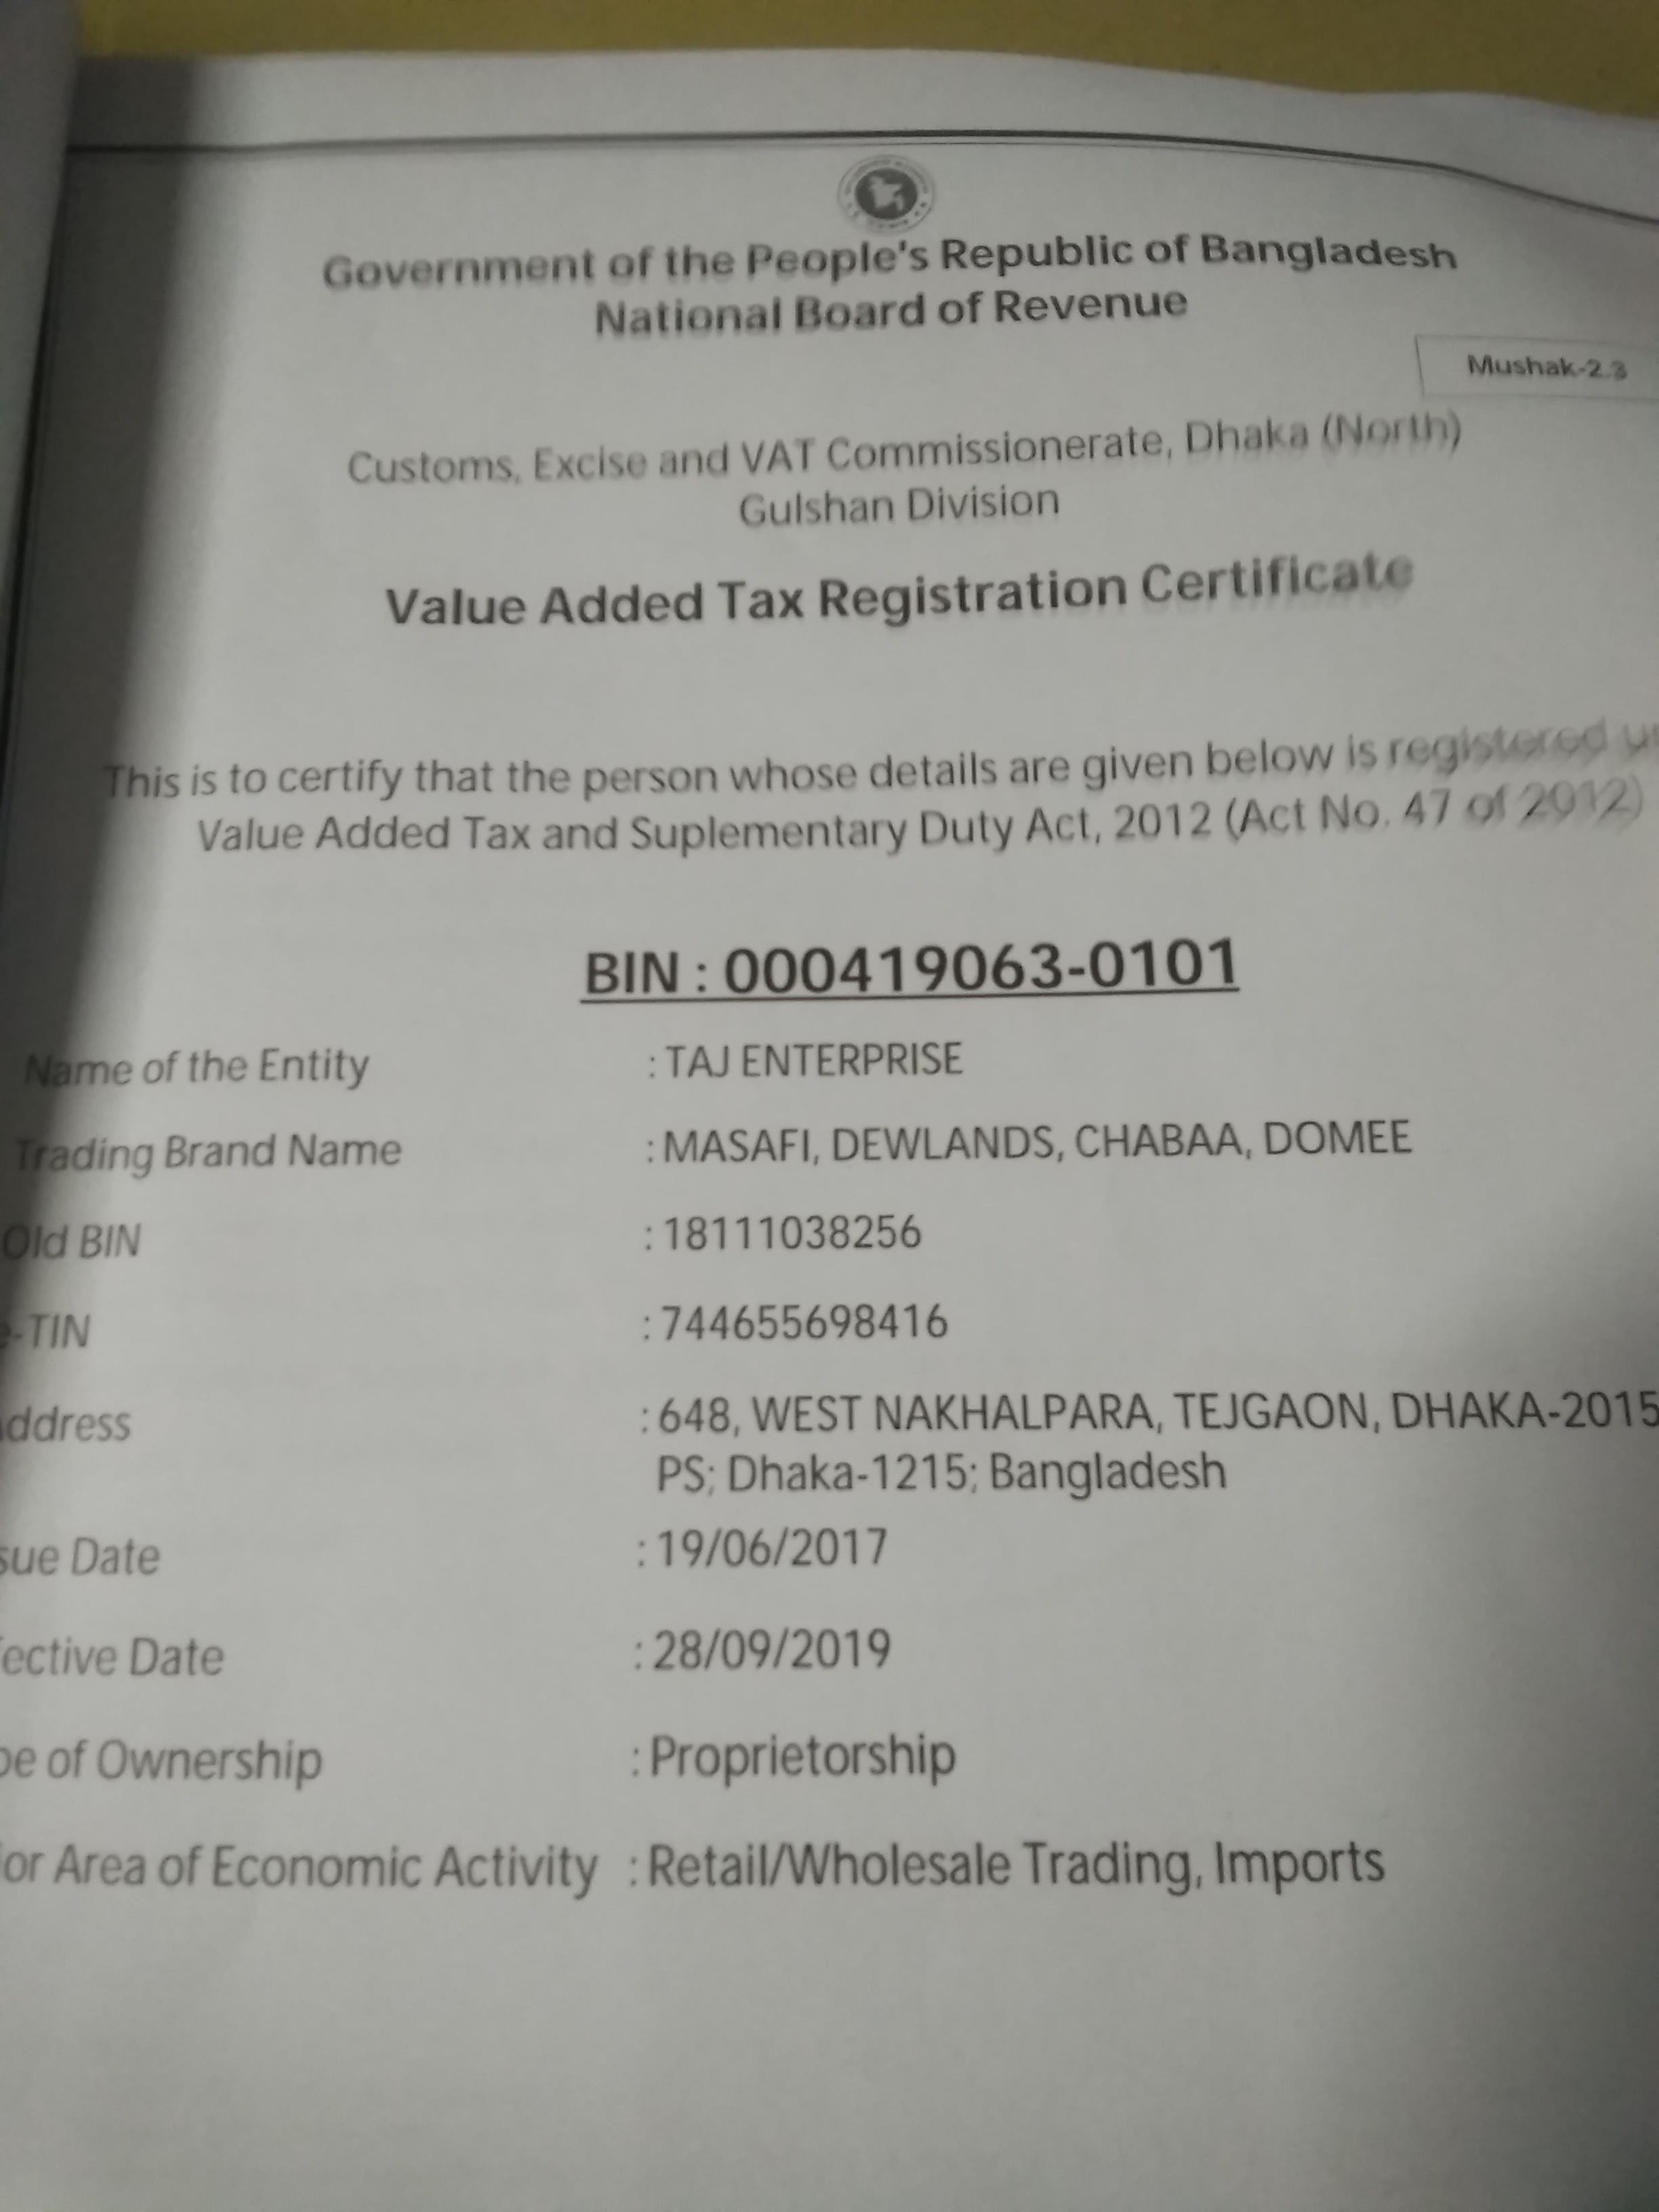 Government of the People's Republic of Bangladesh
National Board of Revenue
Mushak-2.3
Customs, Excise and VAT Commissionerate, Dhaka (North)
Gulshan Division
Value Added Tax Registration Certificate
This is to certify that the person whose details are given below is registered u
Value Added Tax and Suplementary Duty Act, 2012 (Act No. 47 of 2012)
BIN : 000419063-0101
Name of the Entity : TAJ ENTERPRISE
Trading Brand Name : MASAFI, DEWLANDS, CHABAA, DOMEE
Old BIN : 18111038256
e-TIN : 744655698416
ddress : 648, WEST NAKHALPARA, TEJGAON, DHAKA-2015
PS; Dhaka-1215; Bangladesh
sue Date : 19/06/2017
ective Date : 28/09/2019
pe of Ownership : Proprietorship
or Area of Economic Activity : Retail/Wholesale Trading, Imports